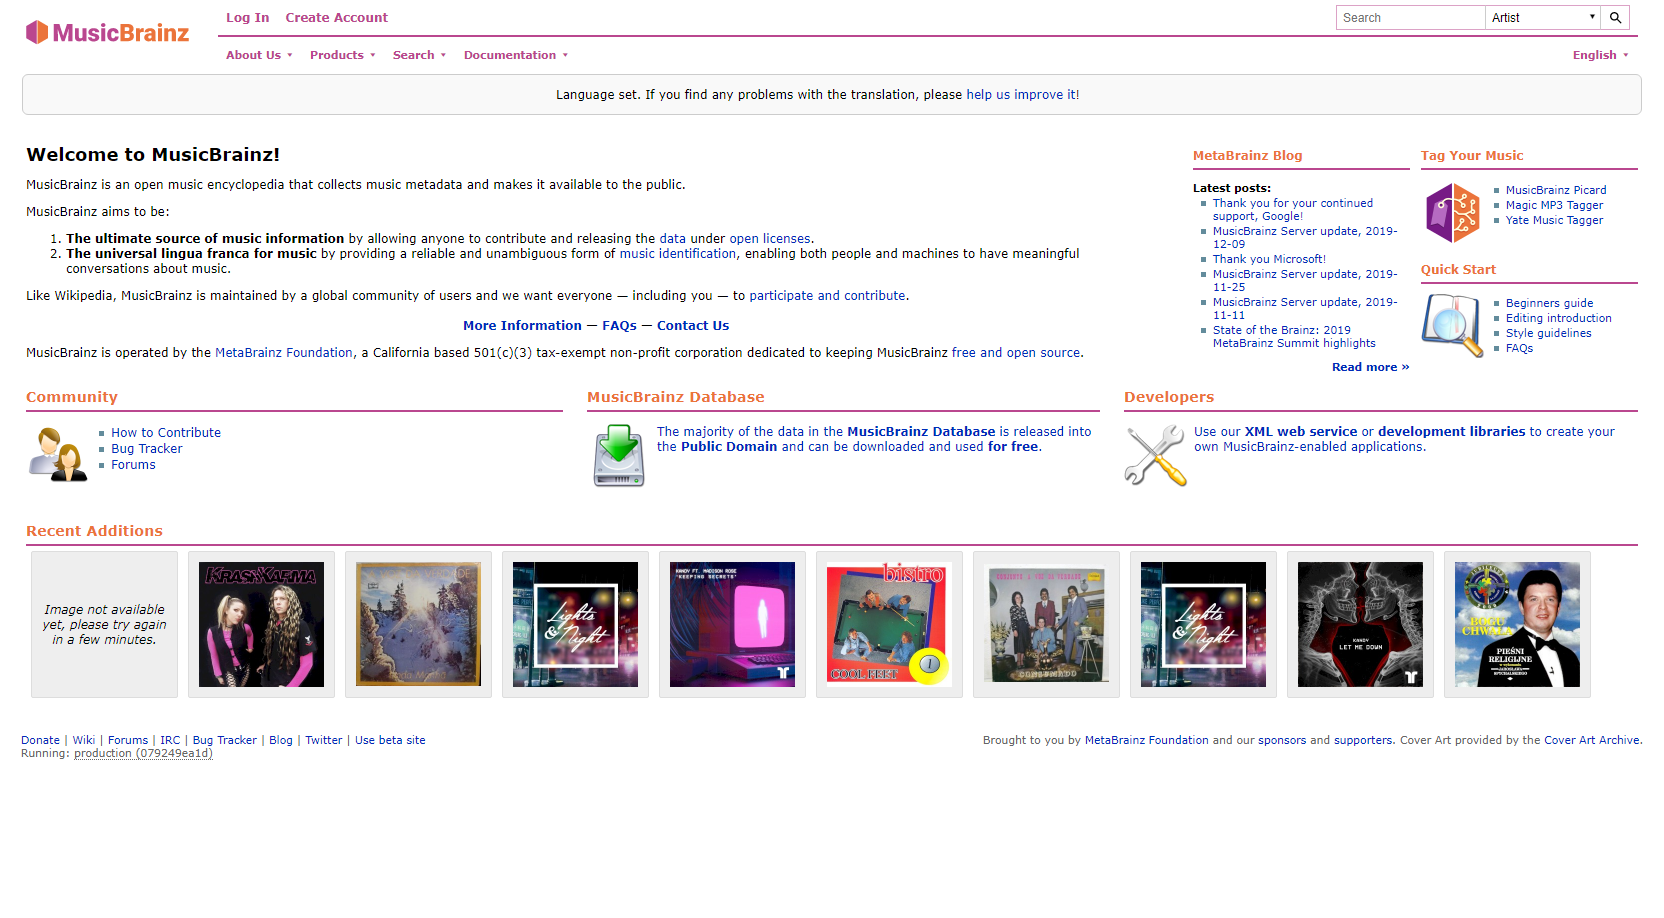 MusicBrainz
Log In Create Account
Search Artist
About Us Products Search Documentation English
Language set. If you find any problems with the translation, please help us improve it!
Welcome to MusicBrainz!
MusicBrainz is an open music encyclopedia that collects music metadata and makes it available to the public.
MusicBrainz aims to be:
1. The ultimate source of music information by allowing anyone to contribute and releasing the data under open licenses.
2. The universal lingua franca for music by providing a reliable and unambiguous form of music identification, enabling both people and machines to have meaningful
conversations about music.
Like Wikipedia, MusicBrainz is maintained by a global community of users and we want everyone — including you — to participate and contribute.
More Information — FAQs — Contact Us
MusicBrainz is operated by the MetaBrainz Foundation, a California based 501(c)(3) tax-exempt non-profit corporation dedicated to keeping MusicBrainz free and open source.
MetaBrainz Blog
Latest posts:
Thank you for your continued
support, Google!
MusicBrainz Server update, 2019-
12-09
Thank you Microsoft!
MusicBrainz Server update, 2019-
11-25
MusicBrainz Server update, 2019-
11-11
State of the Brainz: 2019
MetaBrainz Summit highlights
Read more »
Tag Your Music
MusicBrainz Picard
Magic MP3 Tagger
Yate Music Tagger
Quick Start
Beginners guide
Editing introduction
Style guidelines
FAQs
Community
How to Contribute
Bug Tracker
Forums
MusicBrainz Database
The majority of the data in the MusicBrainz Database is released into
the Public Domain and can be downloaded and used for free.
Developers
Use our XML web service or development libraries to create your
own MusicBrainz-enabled applications.
Recent Additions
Image not available
yet, please try again
in a few minutes.
KRASHKARMA
Lights
& Night
KANDY FT. MADISON ROSE
"KEEPING SECRETS"
bistro
COOL FEET
1
CONSUMADO
Lights
& Night
KANDY
LET ME DOWN
BOGU
CHWAŁA
PIEŚNI
RELIGIJNE
Donate | Wiki | Forums | IRC | Bug Tracker | Blog | Twitter | Use beta site
Running: production (079249ea1d)
Brought to you by MetaBrainz Foundation and our sponsors and supporters. Cover Art provided by the Cover Art Archive.